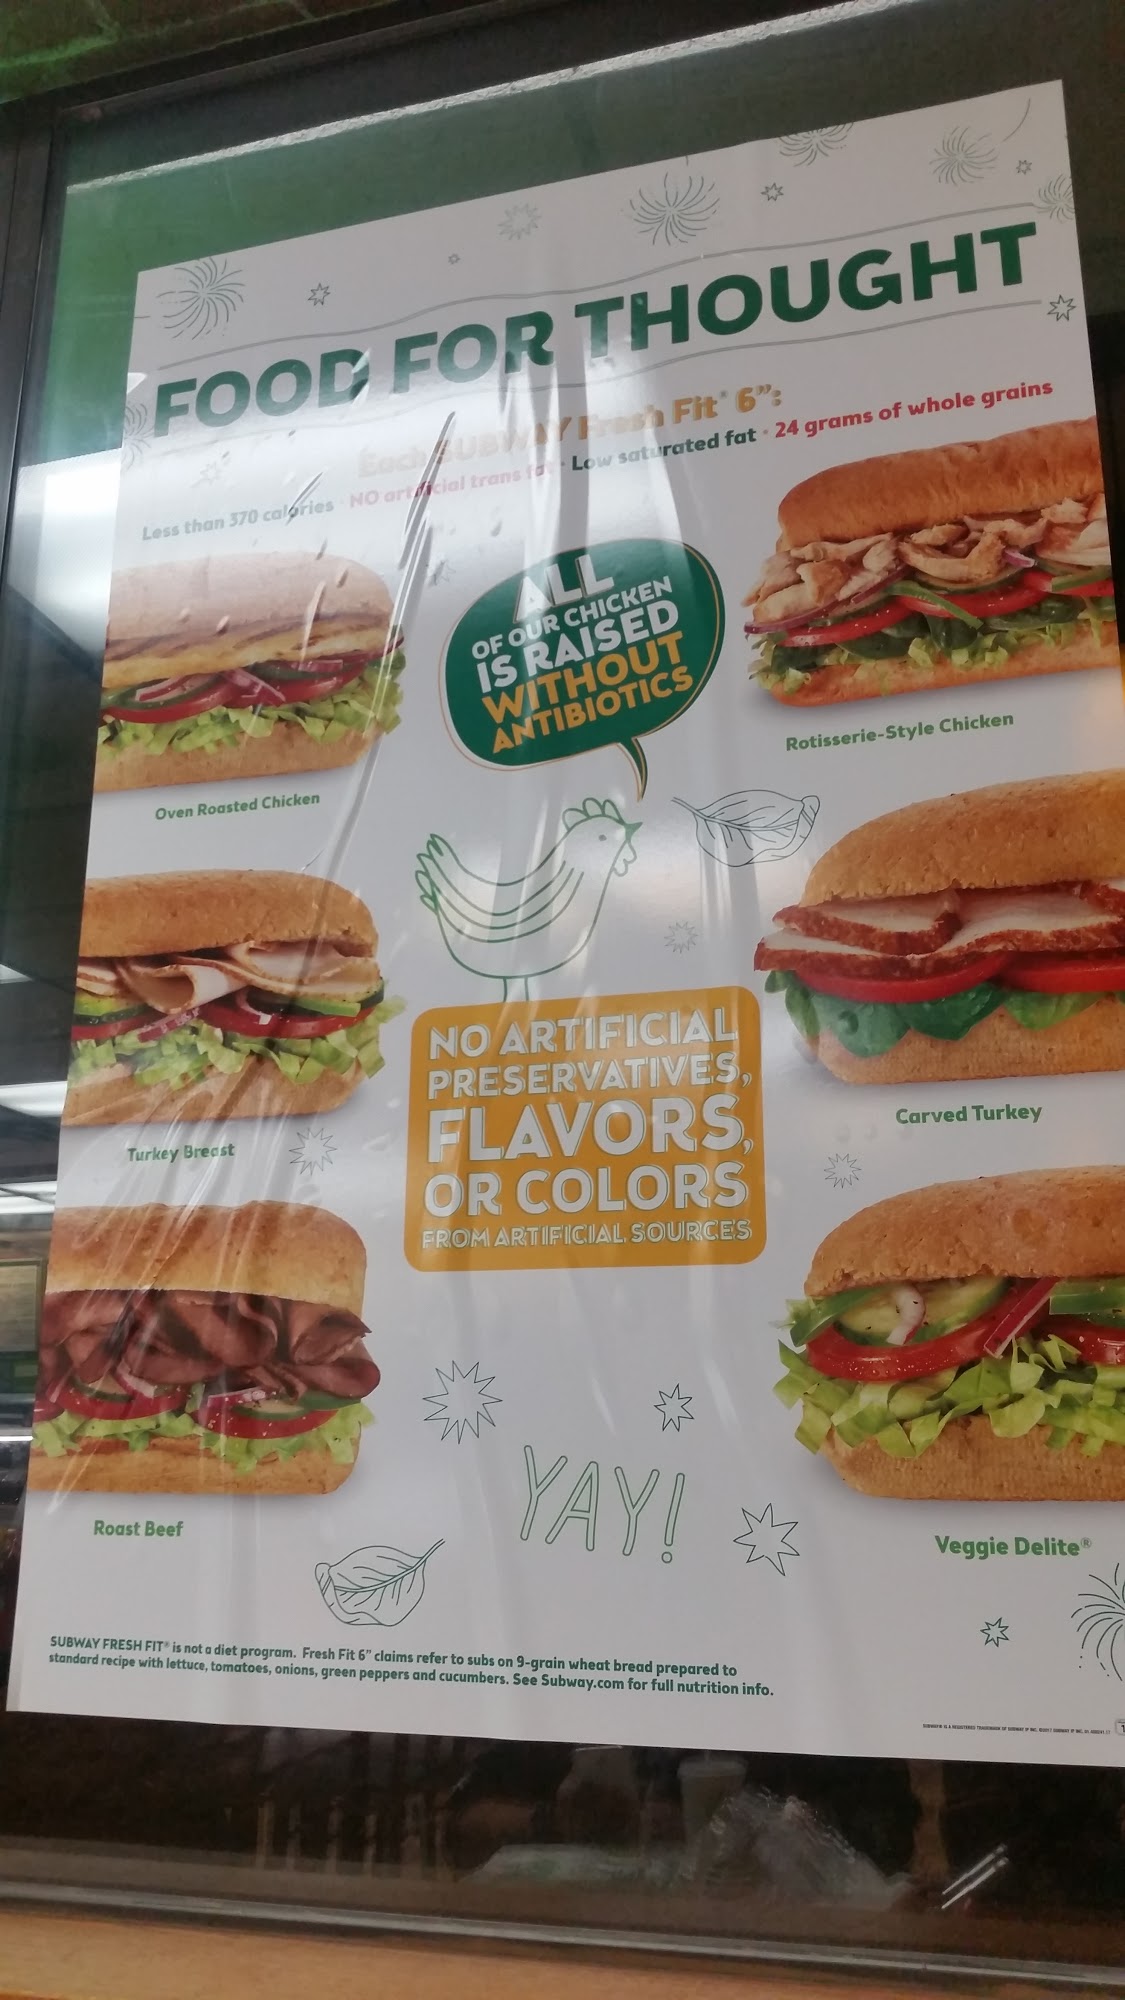 FOOD FOR THOUGHT
Each SUBWAY Fresh Fit® 6":
Less than 370 calories · NO artificial trans fat · Low saturated fat · 24 grams of whole grains
ALL
OF OUR CHICKEN
IS RAISED
WITHOUT
ANTIBIOTICS
Oven Roasted Chicken
Rotisserie-Style Chicken
Turkey Breast
Carved Turkey
NO ARTIFICIAL
PRESERVATIVES,
FLAVORS,
OR COLORS
FROM ARTIFICIAL SOURCES
Roast Beef
YAY!
Veggie Delite®
SUBWAY FRESH FIT® is not a diet program. Fresh Fit 6" claims refer to subs on 9-grain wheat bread prepared to
standard recipe with lettuce, tomatoes, onions, green peppers and cucumbers. See Subway.com for full nutrition info.